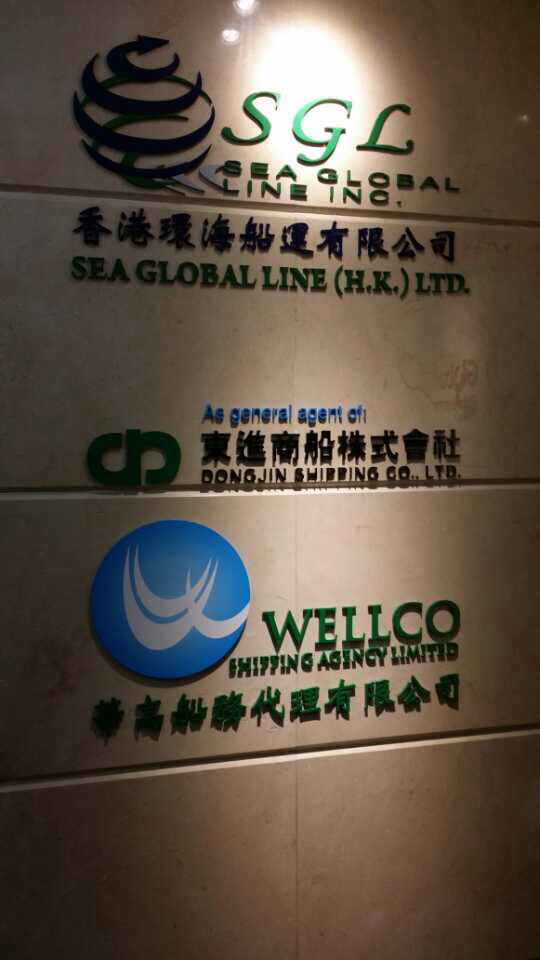 SGL
SEA GLOBAL
LINE INC.
香港環海船運有限公司
SEA GLOBAL LINE (H.K.) LTD.
As general agent of:
東進商船株式會社
DONGJIN SHIPPING CO., LTD.
WELLCO
SHIPPING AGENCY LIMITED
華高船務代理有限公司